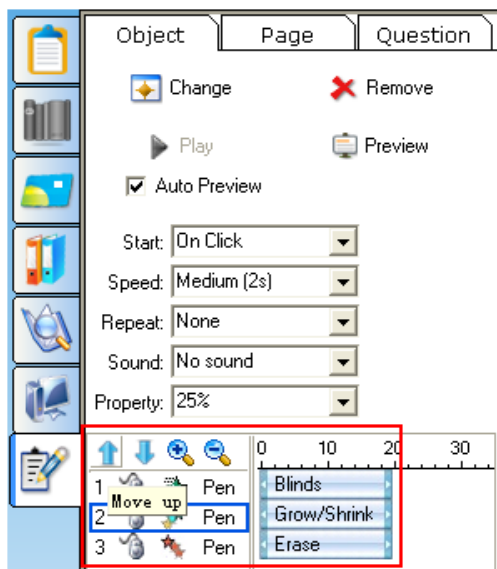 Object Page Question
Change Remove
Play Preview
Auto Preview
Start: On Click
Speed: Medium (2s)
Repeat: None
Sound: No sound
Property: 25%
0 10 20 30
1 Pen Blinds
Move up
2 Pen Grow/Shrink
3 Pen Erase